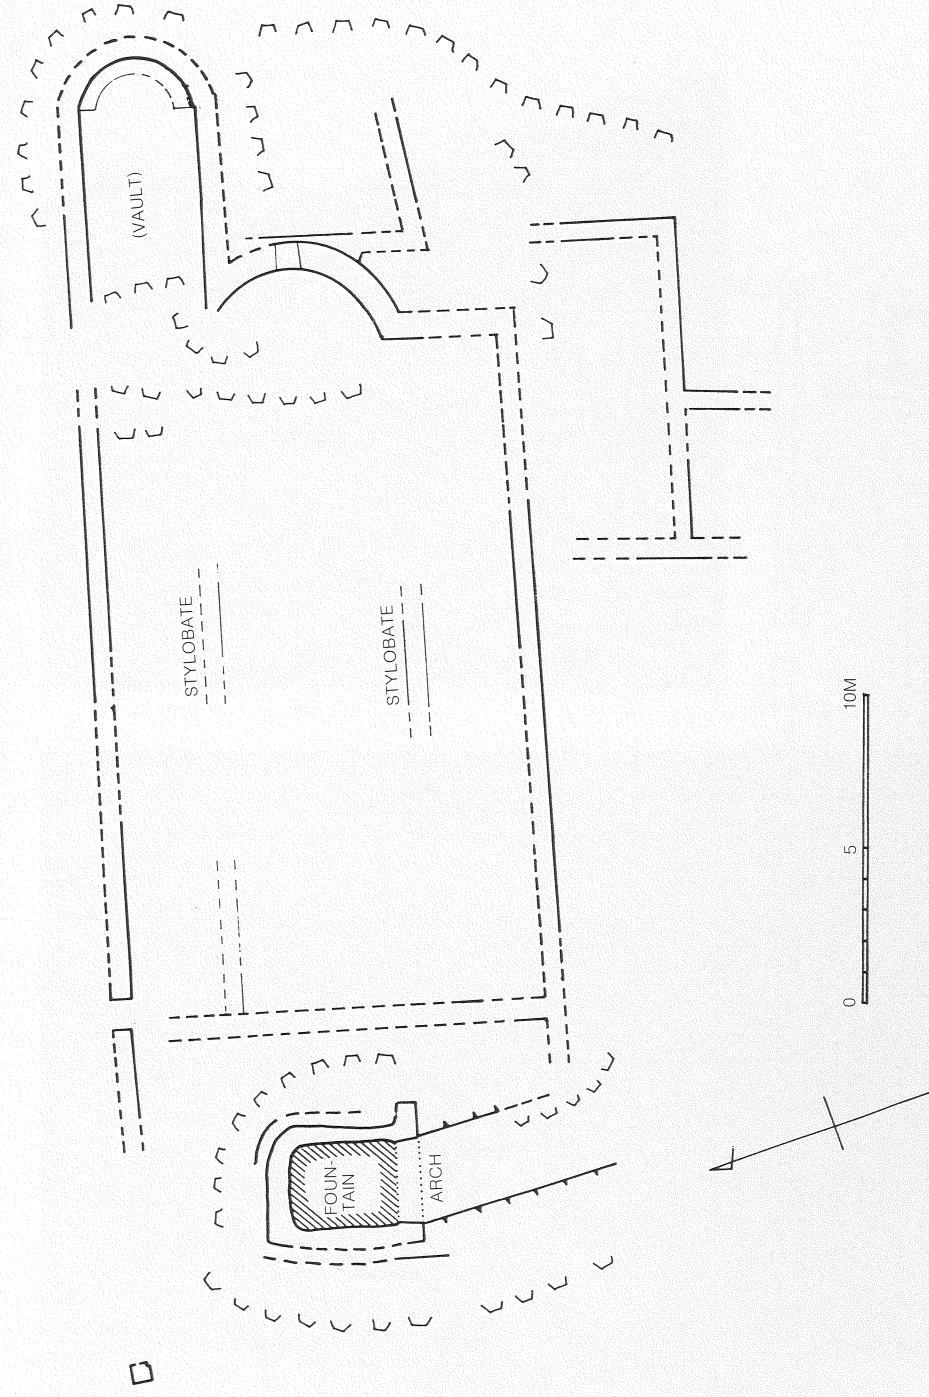 (VAULT)
STYLOBATE
STYLOBATE
10M
5
0
FOUN-
TAIN
ARCH